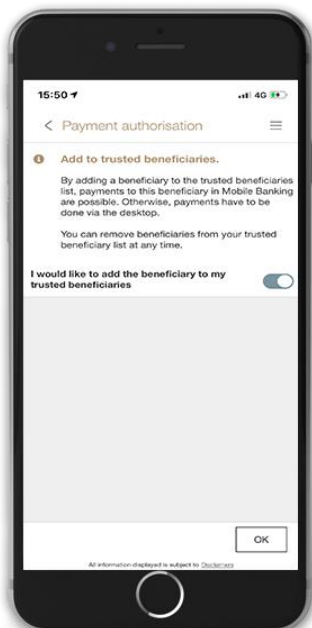 15:50
4G
Payment authorisation
Add to trusted beneficiaries.
By adding a beneficiary to the trusted beneficiaries
list, payments to this beneficiary in Mobile Banking
are possible. Otherwise, payments have to be
done via the desktop.
You can remove beneficiaries from your trusted
beneficiary list at any time.
I would like to add the beneficiary to my
trusted beneficiaries
OK
All information displayed is subject to Disclaimers